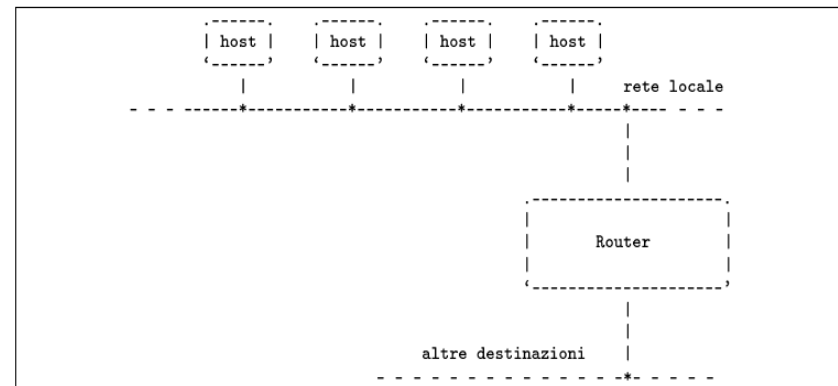 host host host host
rete locale
Router
altre destinazioni